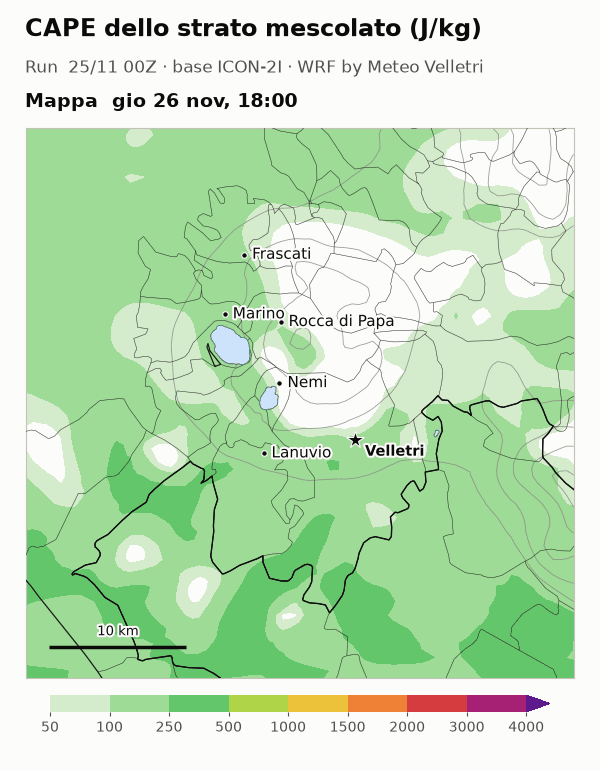 CAPE dello strato mescolato (J/kg)
Run  25/11 00Z · base ICON-2I · WRF by Meteo Velletri
Mappa  gio 26 nov, 18:00
Frascati
Marino
Rocca di Papa
Nemi
Velletri
Lanuvio
10 km
50 100 250 500 1000 1500 2000 3000 4000